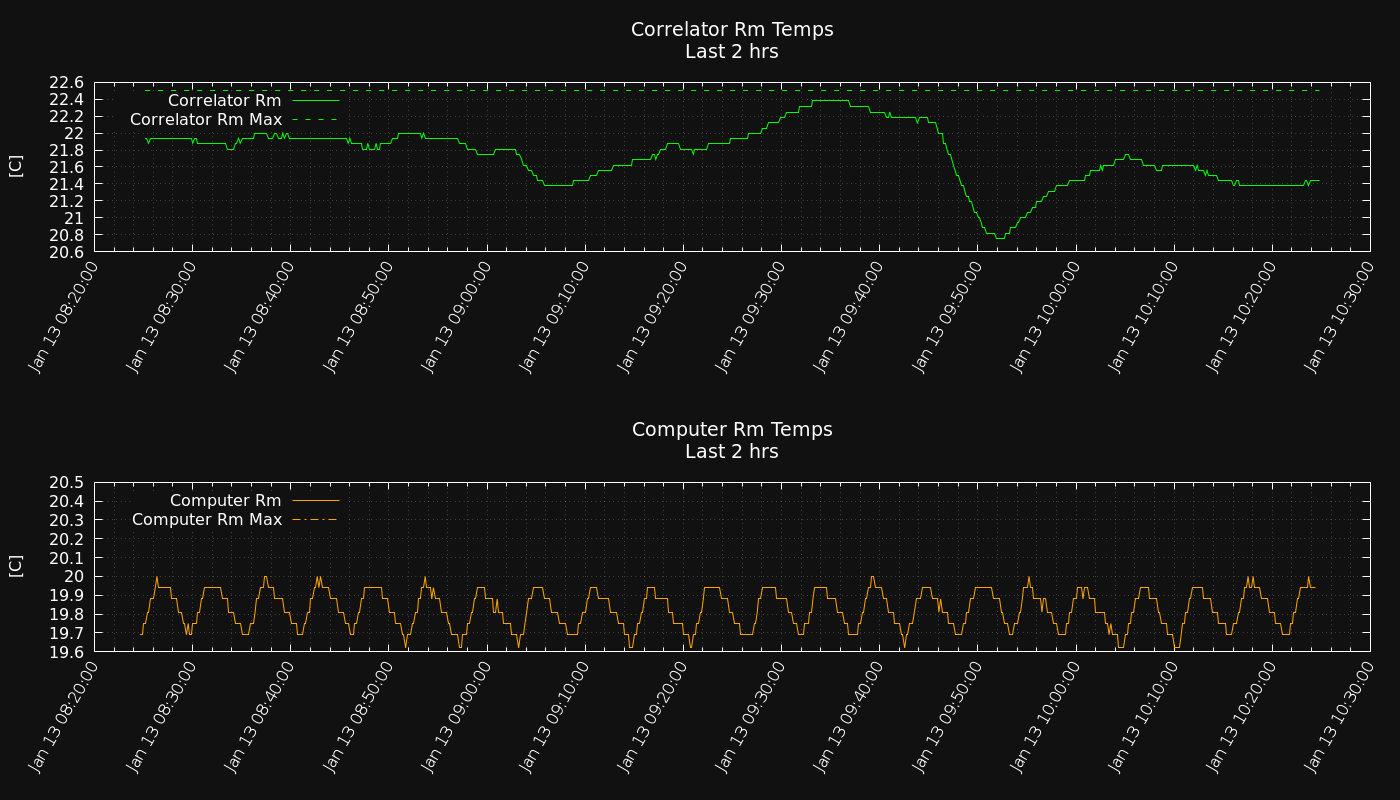 Correlator Rm Temps
Last 2 hrs
22.6
22.4
22.2
22
21.8
21.6
21.4
21.2
21
20.8
20.6
[C]
Correlator Rm
Correlator Rm Max
Jan 13 08:20:00
Jan 13 08:30:00
Jan 13 08:40:00
Jan 13 08:50:00
Jan 13 09:00:00
Jan 13 09:10:00
Jan 13 09:20:00
Jan 13 09:30:00
Jan 13 09:40:00
Jan 13 09:50:00
Jan 13 10:00:00
Jan 13 10:10:00
Jan 13 10:20:00
Jan 13 10:30:00
Computer Rm Temps
Last 2 hrs
20.5
20.4
20.3
20.2
20.1
20
19.9
19.8
19.7
19.6
[C]
Computer Rm
Computer Rm Max
Jan 13 08:20:00
Jan 13 08:30:00
Jan 13 08:40:00
Jan 13 08:50:00
Jan 13 09:00:00
Jan 13 09:10:00
Jan 13 09:20:00
Jan 13 09:30:00
Jan 13 09:40:00
Jan 13 09:50:00
Jan 13 10:00:00
Jan 13 10:10:00
Jan 13 10:20:00
Jan 13 10:30:00